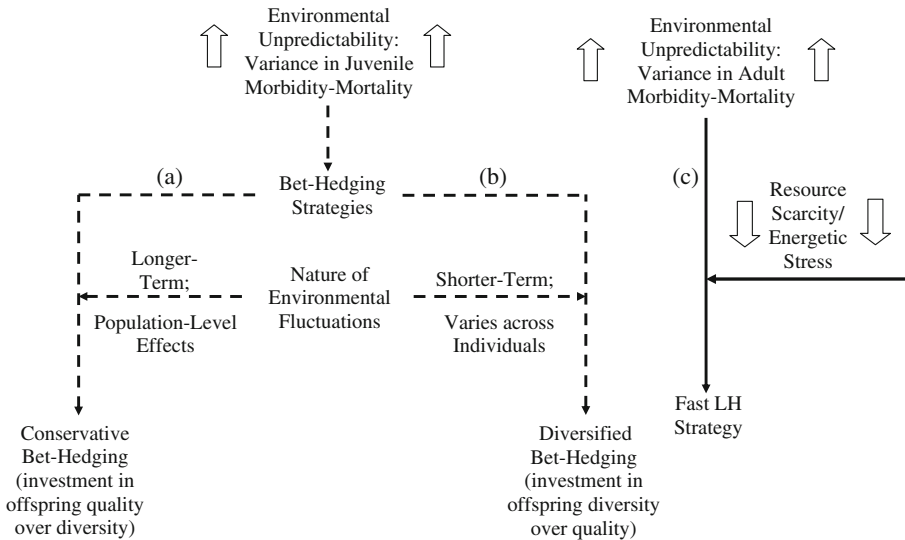 Environmental
Unpredictability:
Variance in Juvenile
Morbidity-Mortality
Environmental
Unpredictability:
Variance in Adult
Morbidity-Mortality
(a)
Bet-Hedging
Strategies
(b)
(c)
Resource
Scarcity/
Energetic
Stress
Longer-
Term;
Population-Level
Effects
Nature of
Environmental
Fluctuations
Shorter-Term;
Varies across
Individuals
Conservative
Bet-Hedging
(investment in
offspring quality
over diversity)
Diversified
Bet-Hedging
(investment in
offspring diversity
over quality)
Fast LH
Strategy